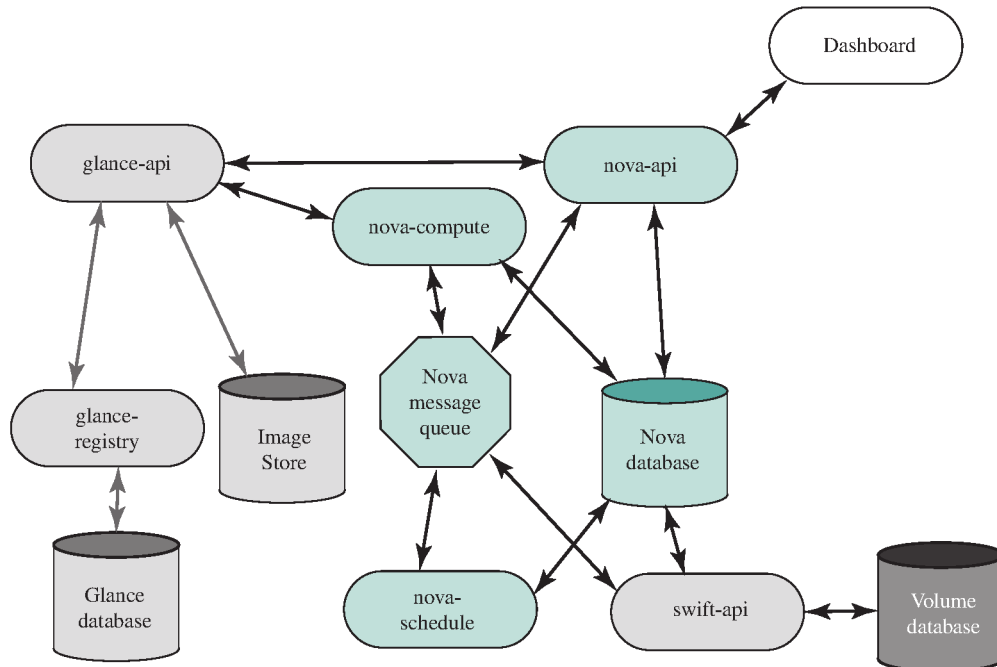 Dashboard
glance-api
nova-api
nova-compute
Nova
message
queue
glance-
registry
Image
Store
Nova
database
Glance
database
nova-
schedule
swift-api
Volume
database